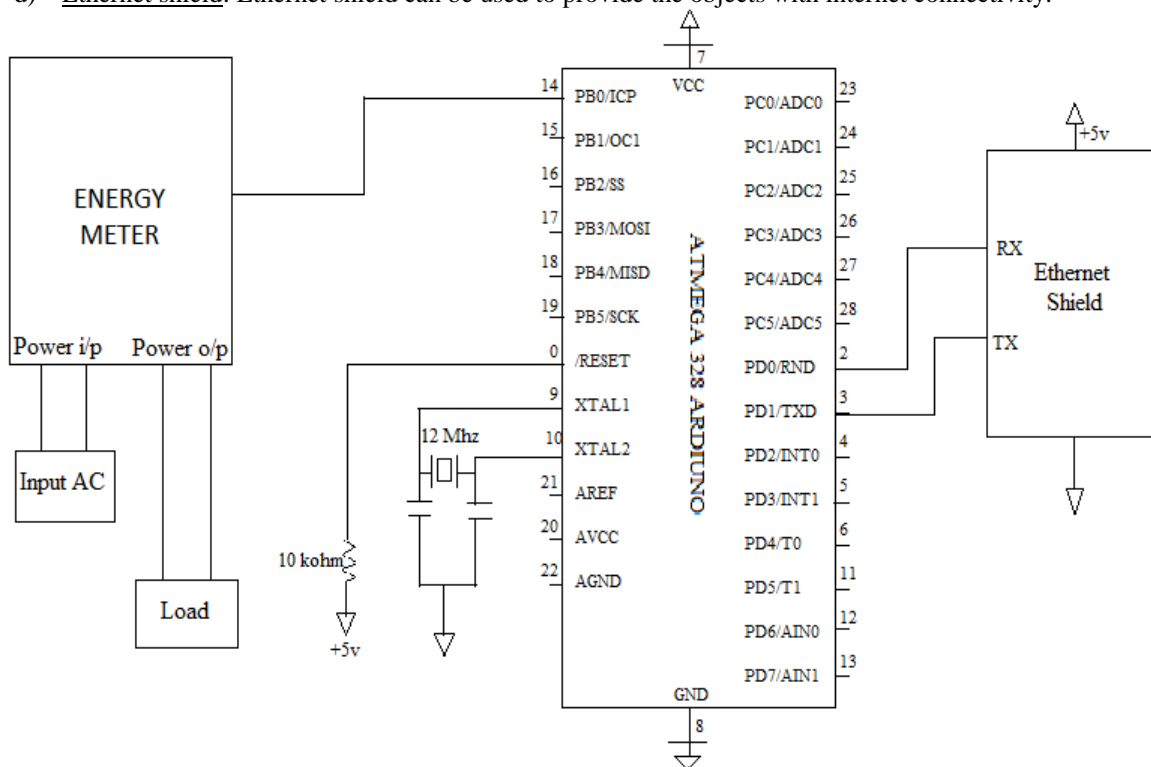 d) Ethernet shield: Ethernet shield can be used to provide the objects with internet connectivity.
ENERGY
METER
Power i/p Power o/p
Input AC
Load
10 kohm
+5v
12 Mhz
7
VCC
14 PB0/ICP
15 PB1/OC1
16 PB2/SS
17 PB3/MOSI
18 PB4/MISD
19 PB5/SCK
0 /RESET
9 XTAL1
10 XTAL2
21 AREF
20 AVCC
22 AGND
ATMEGA 328 ARDIUNO
PC0/ADC0 23
PC1/ADC1 24
PC2/ADC2 25
PC3/ADC3 26
PC4/ADC4 27
PC5/ADC5 28
PD0/RND 2
PD1/TXD 3
PD2/INT0 4
PD3/INT1 5
PD4/T0 6
PD5/T1 11
PD6/AIN0 12
PD7/AIN1 13
GND
8
+5v
RX
Ethernet
Shield
TX